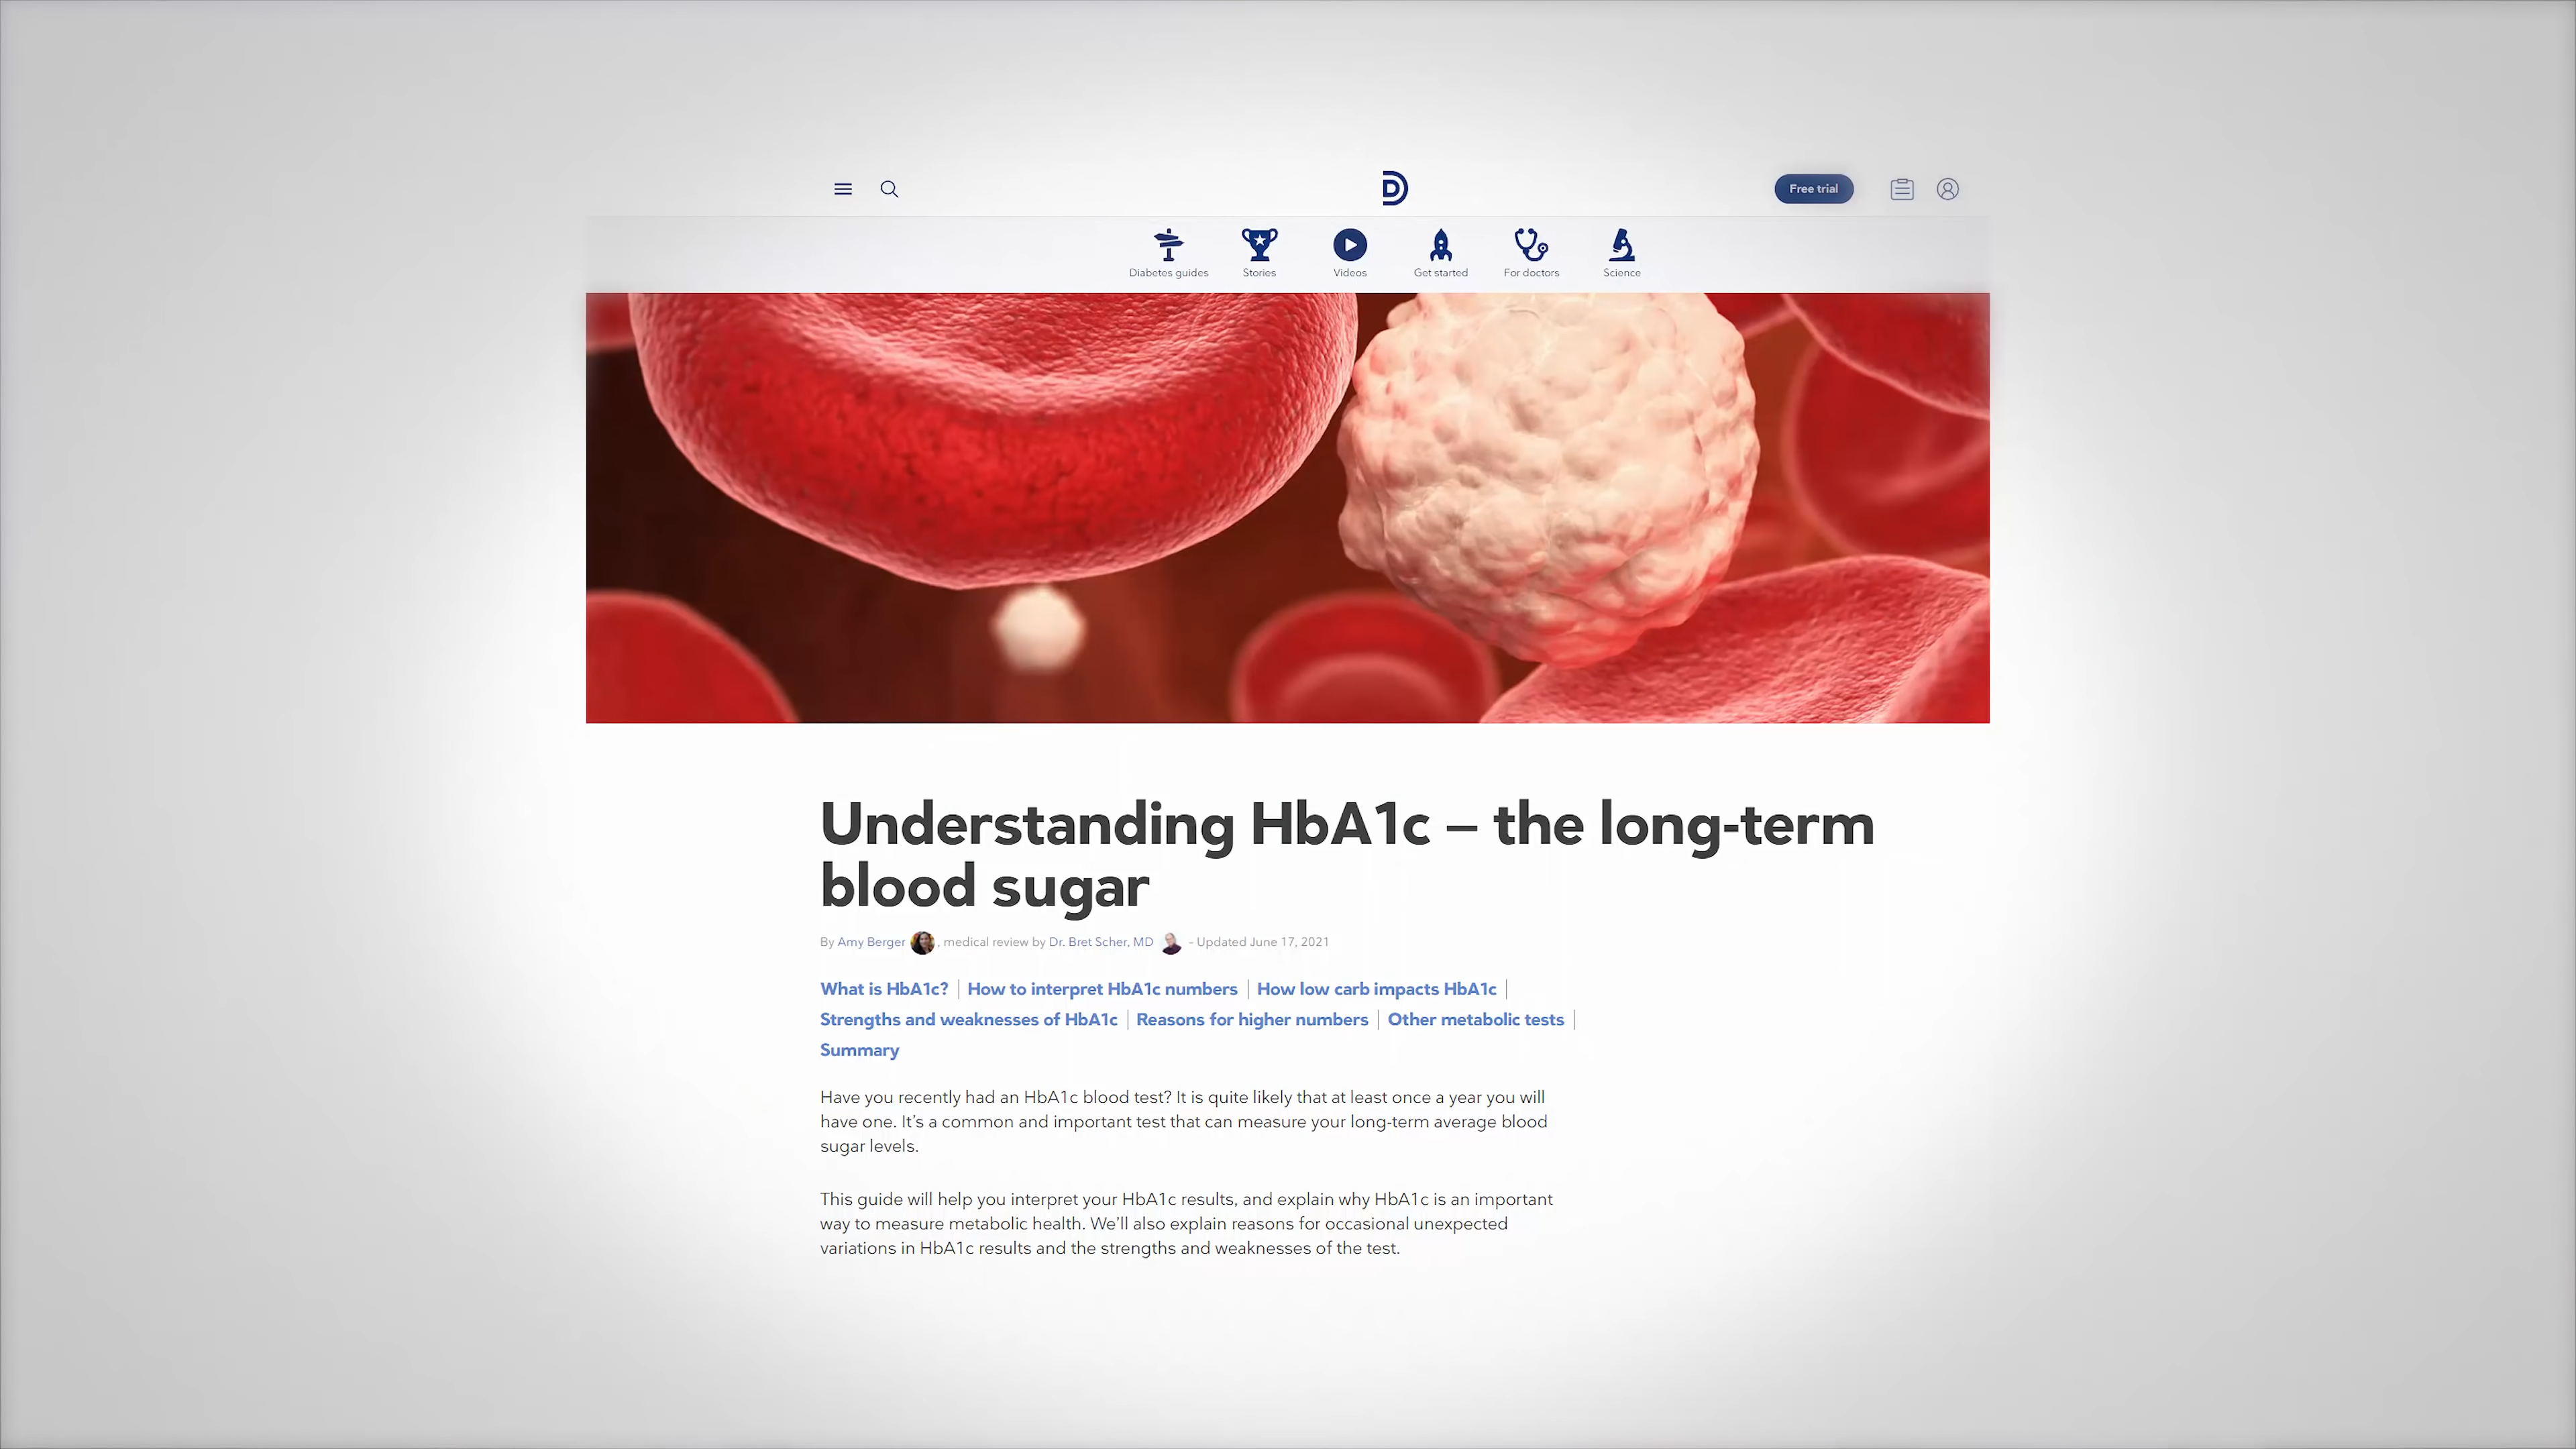 Free trial
Diabetes guides
Stories
Videos
Get started
For doctors
Science
Understanding HbA1c – the long-term
blood sugar
By Amy Berger , medical review by Dr. Bret Scher, MD - Updated June 17, 2021
What is HbA1c? | How to interpret HbA1c numbers | How low carb impacts HbA1c |
Strengths and weaknesses of HbA1c | Reasons for higher numbers | Other metabolic tests |
Summary
Have you recently had an HbA1c blood test? It is quite likely that at least once a year you will
have one. It’s a common and important test that can measure your long-term average blood
sugar levels.
This guide will help you interpret your HbA1c results, and explain why HbA1c is an important
way to measure metabolic health. We’ll also explain reasons for occasional unexpected
variations in HbA1c results and the strengths and weaknesses of the test.